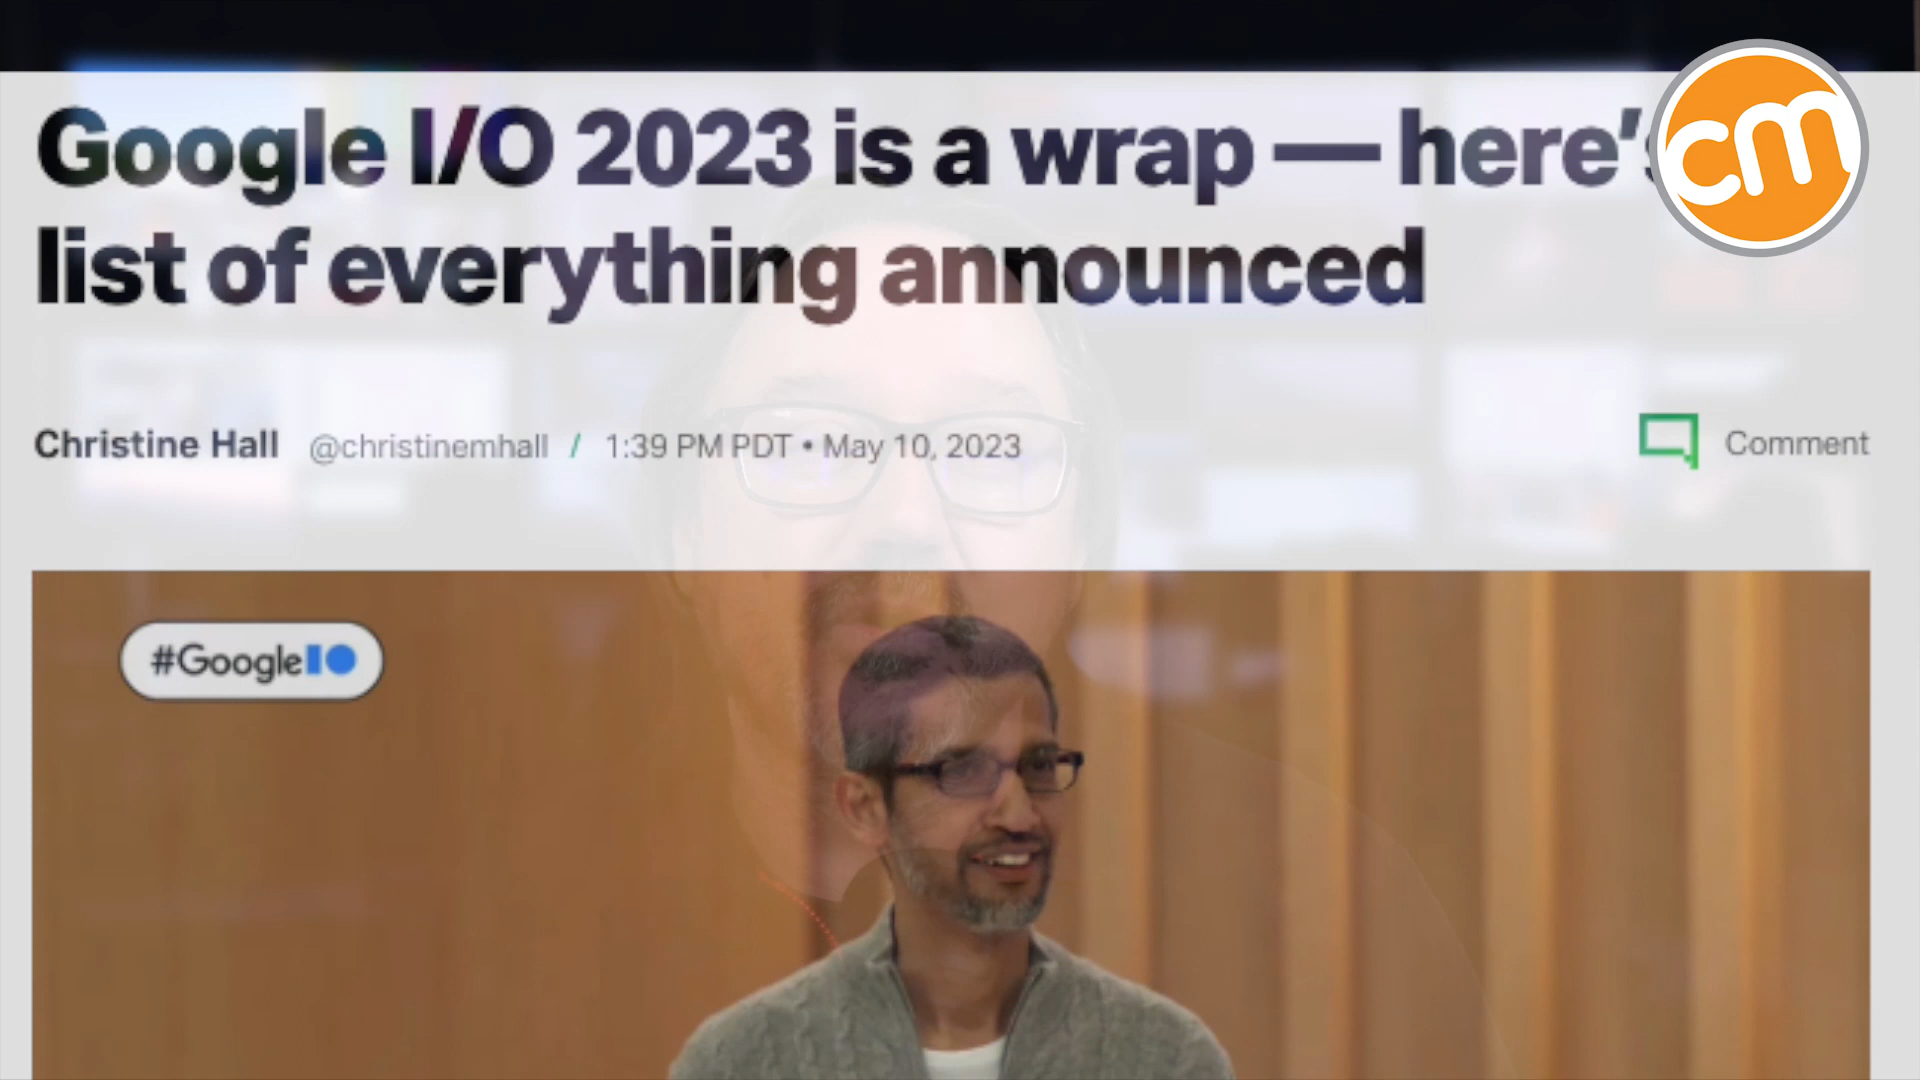 Google I/O 2023 is a wrap — here’s
list of everything announced
cm
Christine Hall @christinemhall / 1:39 PM PDT • May 10, 2023
Comment
#GoogleIO